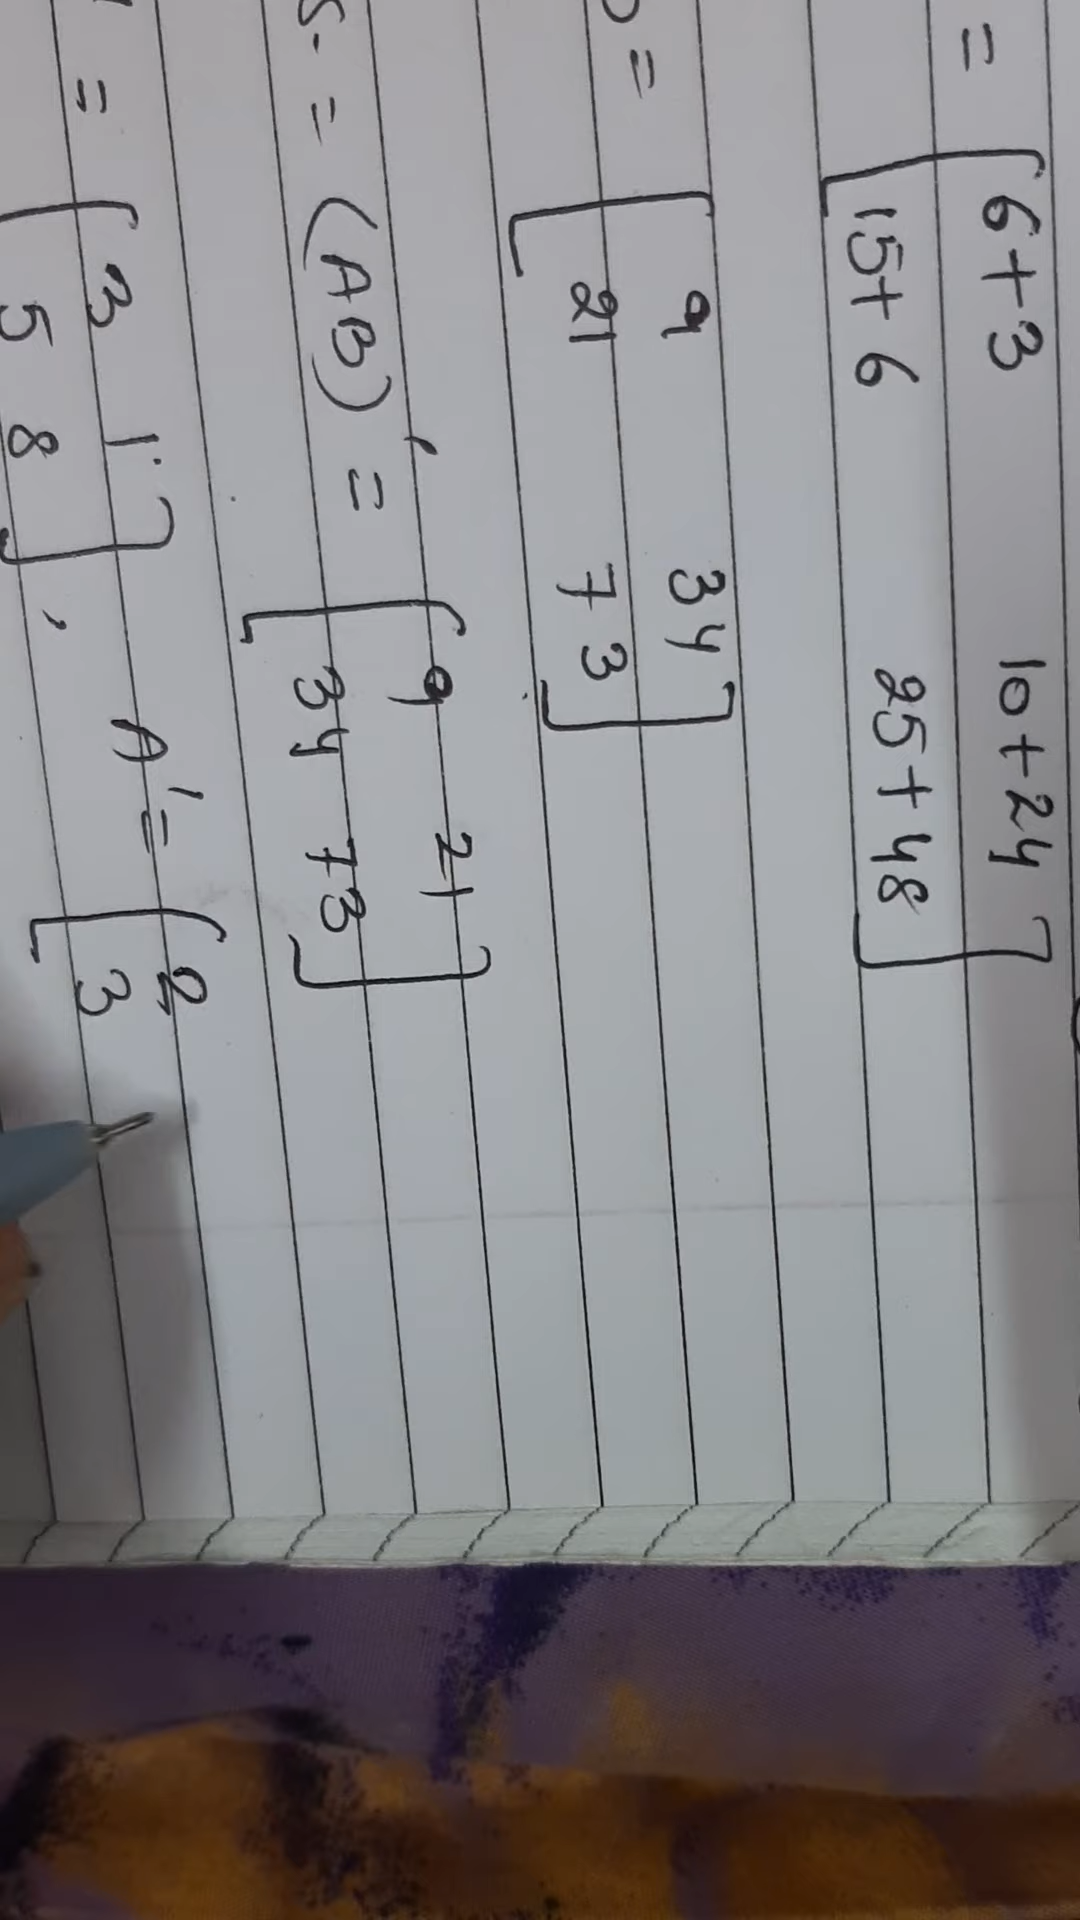 = [ 6+3 10+24 ]
[ 15+6 25+48 ]
= [ 9 34 ]
[ 21 73 ]
= (AB)' = [ 9 21 ]
[ 34 73 ]
= [ 3 1 ] , A' = [ 2
[ 5 8 ] [ 3